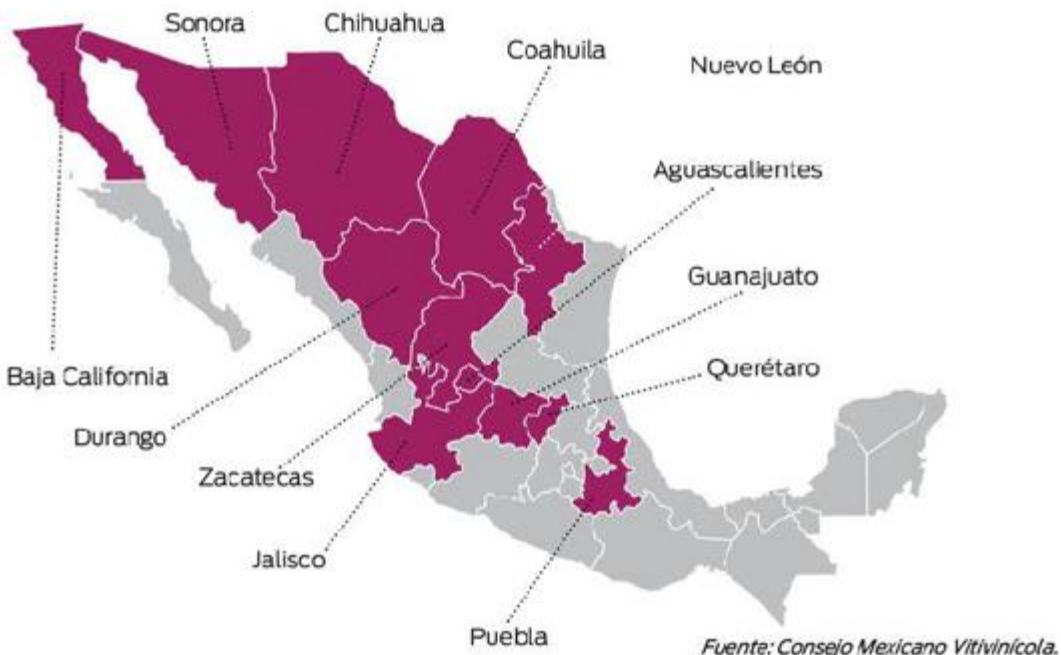 Sonora
Chihuahua
Coahuila
Nuevo León
Aguascalientes
Guanajuato
Querétaro
Baja California
Durango
Zacatecas
Jalisco
Puebla
Fuente: Consejo Mexicano Vitivinícola.